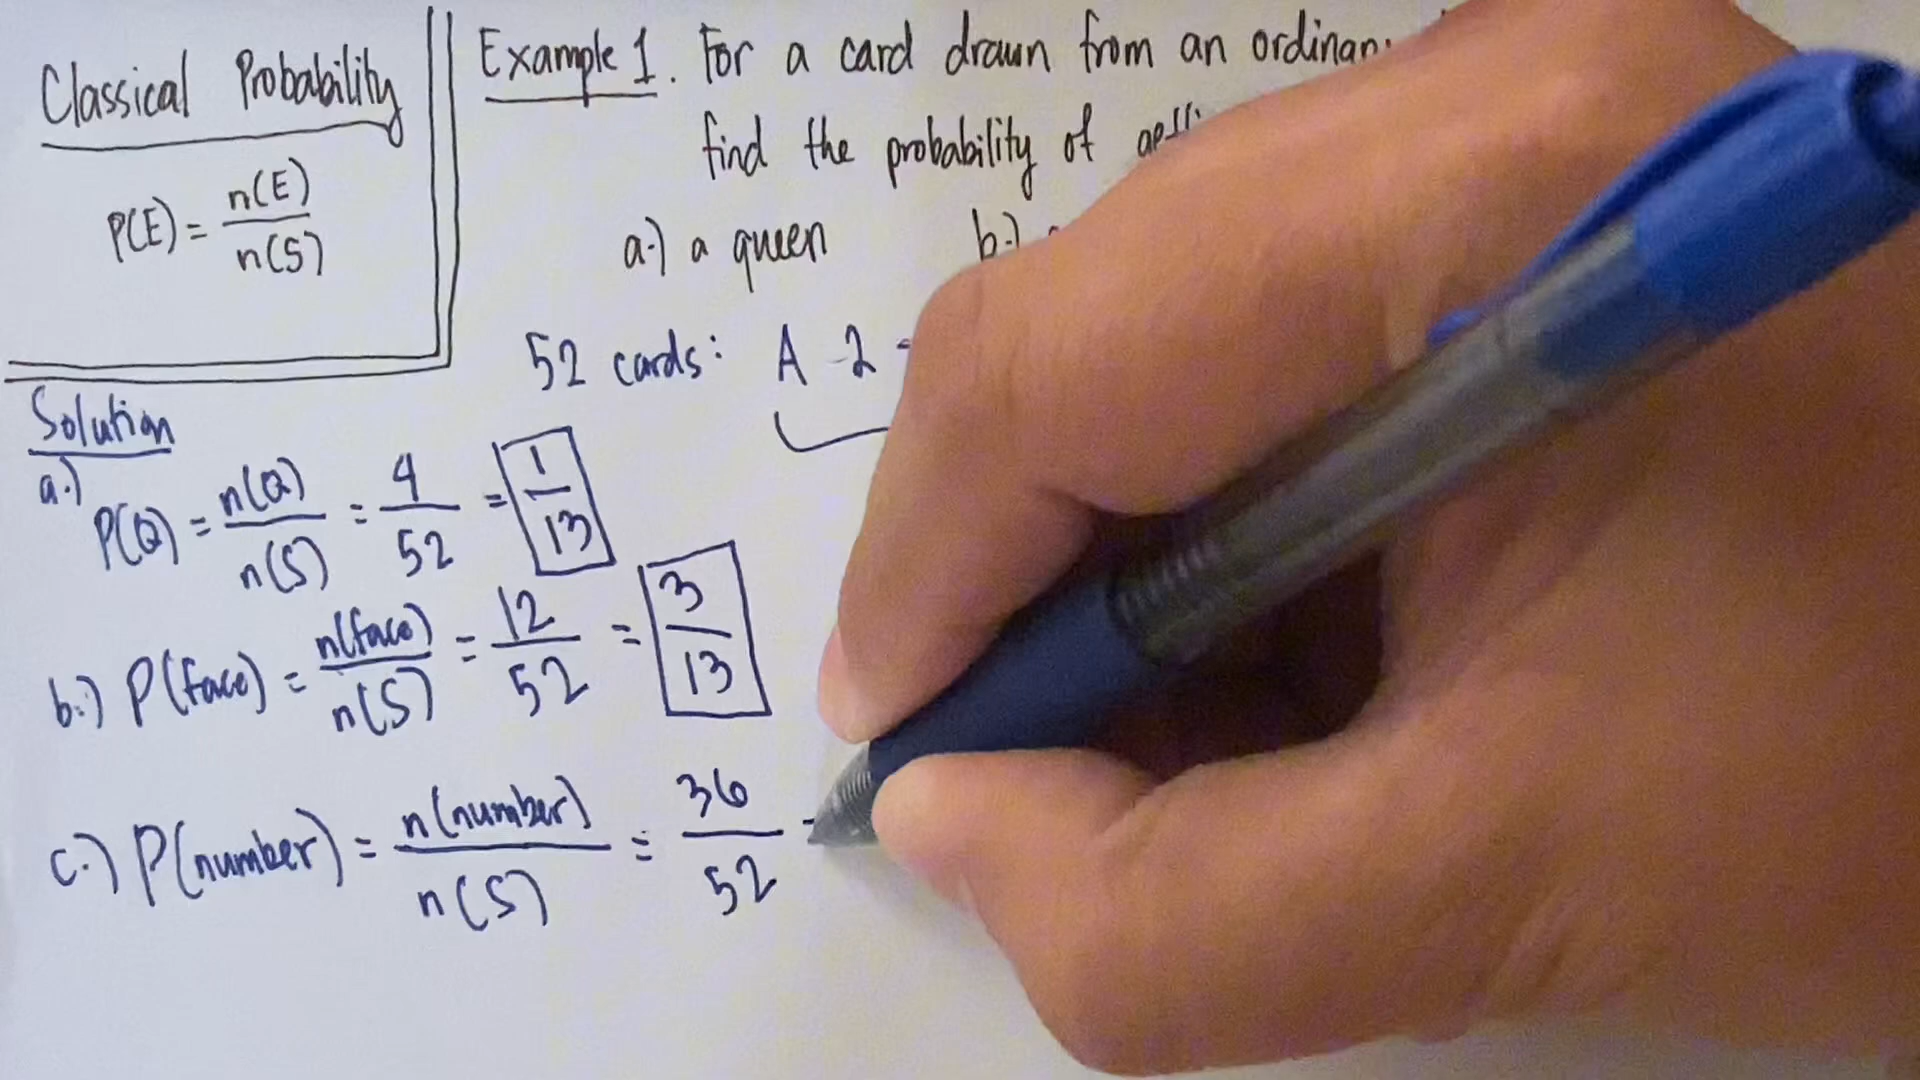 Classical Probability
P(E) = n(E) / n(S)
Example 1. For a card drawn from an
find the probability of
a.) a queen b.)
52 cards: A 2
Solution
a.) P(Q) = n(Q) / n(S) = 4 / 52 = 1 / 13
b.) P(face) = n(face) / n(S) = 12 / 52 = 3 / 13
c.) P(number) = n(number) / n(S) = 36 / 52